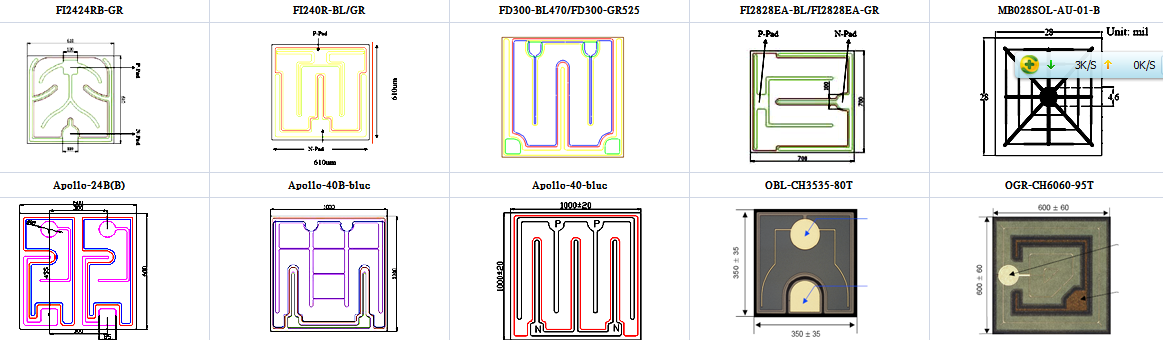 FI2424RB-GR
FI240R-BL/GR
FD300-BL470/FD300-GR525
FI2828EA-BL/FI2828EA-GR
MB028SOL-AU-01-B
P-Pad
610um
N-Pad
610um
P-Pad
N-Pad
700
700
28
Unit: mil
3K/S
0K/S
28
4,6
Apollo-24B(B)
Apollo-40B-bluc
Apollo-40-bluc
OBL-CH3535-80T
OGR-CH6060-95T
1000±20
P
P
1000±20
N
N
350 ± 35
350 ± 35
600 ± 60
600 ± 60